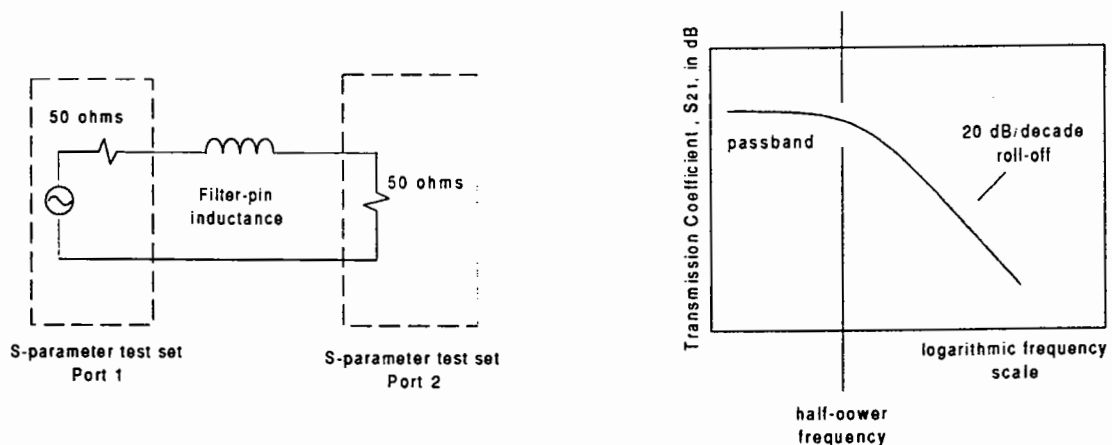 50 ohms
Filter-pin
inductance
50 ohms
S-parameter test set
Port 1
S-parameter test set
Port 2
Transmission Coefficient , S21, in dB
passband
20 dB/decade
roll-off
logarithmic frequency
scale
half-oower
frequency